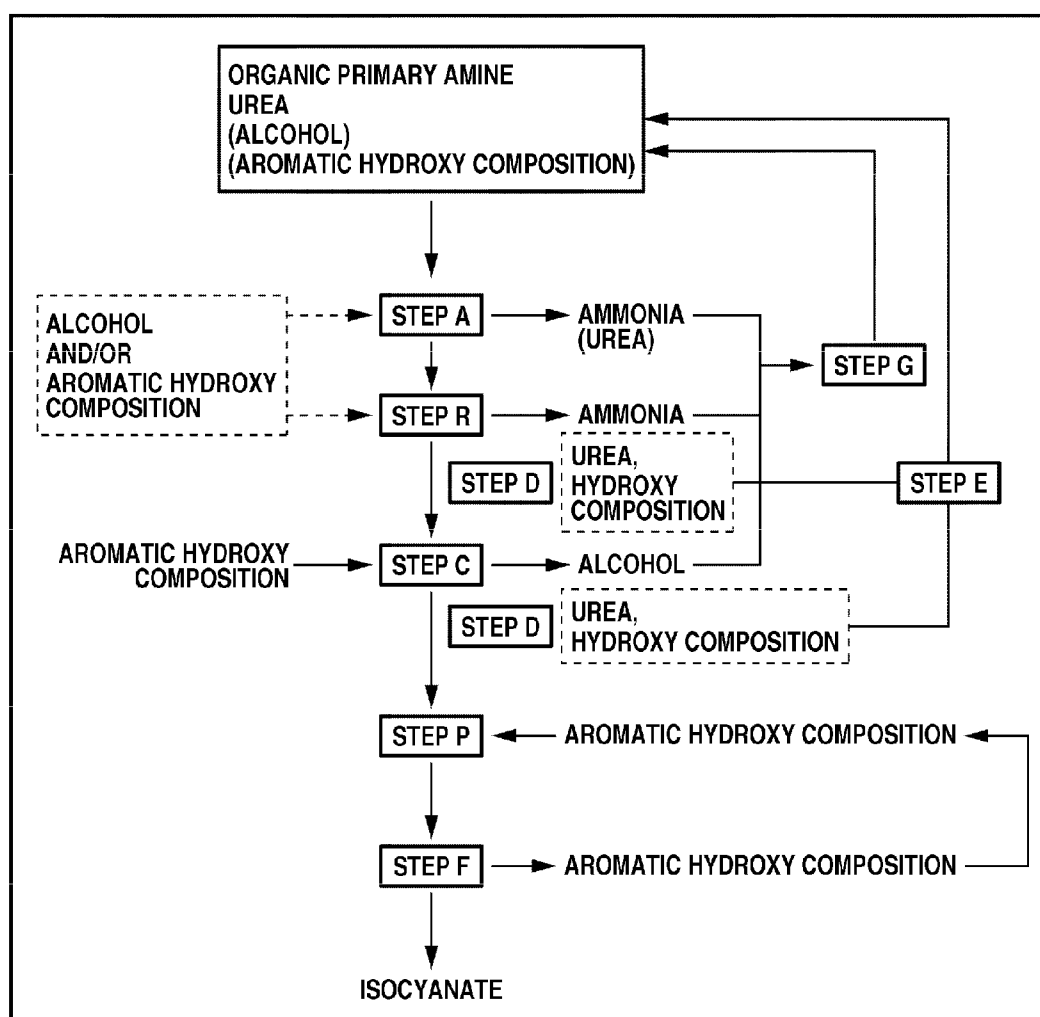 ORGANIC PRIMARY AMINE
UREA
(ALCOHOL)
(AROMATIC HYDROXY COMPOSITION)
ALCOHOL
AND/OR
AROMATIC HYDROXY
COMPOSITION
STEP A
AMMONIA
(UREA)
STEP G
STEP R
AMMONIA
STEP D
UREA,
HYDROXY
COMPOSITION
STEP E
AROMATIC HYDROXY
COMPOSITION
STEP C
ALCOHOL
STEP D
UREA,
HYDROXY COMPOSITION
STEP P
AROMATIC HYDROXY COMPOSITION
STEP F
AROMATIC HYDROXY COMPOSITION
ISOCYANATE